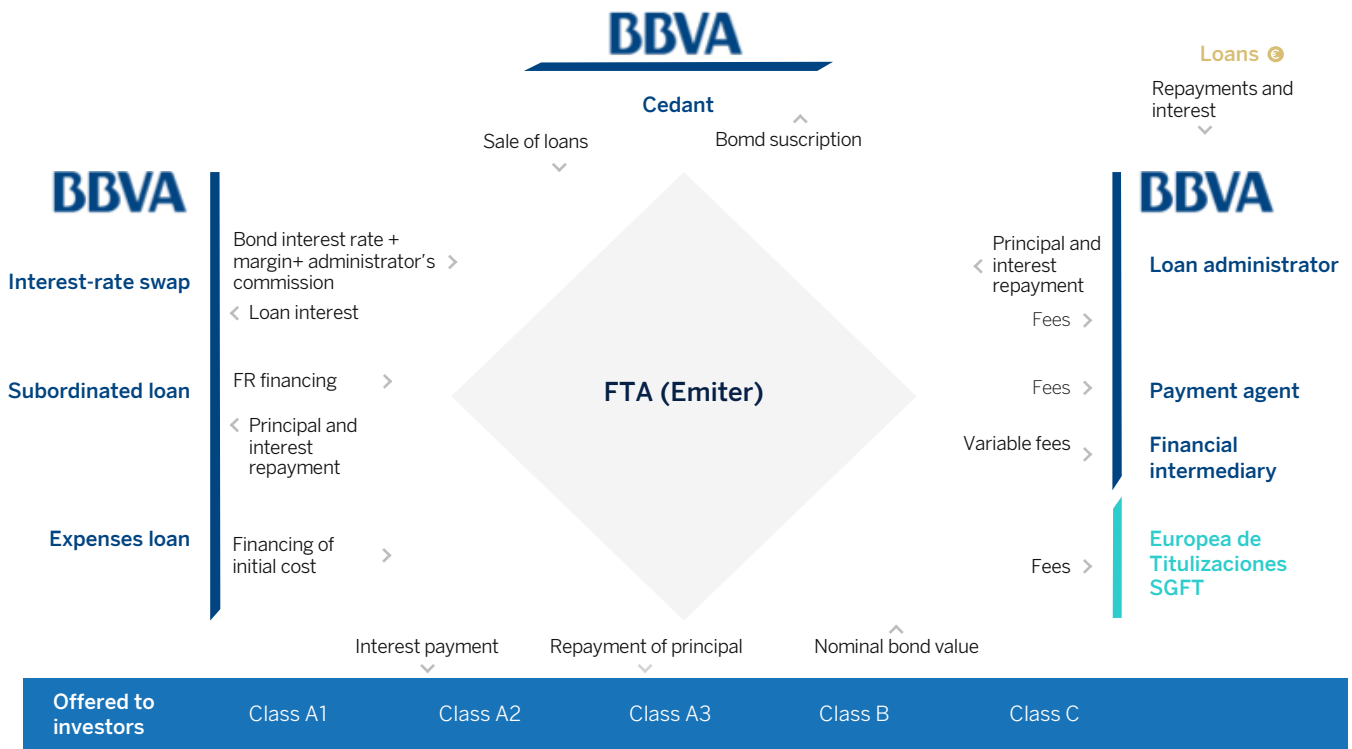 BBVA
Cedant
Sale of loans
Bomd suscription
Loans €
Repayments and
interest
BBVA
Interest-rate swap
Bond interest rate +
margin+ administrator's
commission
Loan interest
Subordinated loan
FR financing
Principal and
interest
repayment
Expenses loan
Financing of
initial cost
FTA (Emiter)
BBVA
Principal and
interest
repayment
Loan administrator
Fees
Fees
Payment agent
Variable fees
Financial
intermediary
Fees
Europea de
Titulizaciones
SGFT
Interest payment
Repayment of principal
Nominal bond value
Offered to
investors
Class A1
Class A2
Class A3
Class B
Class C